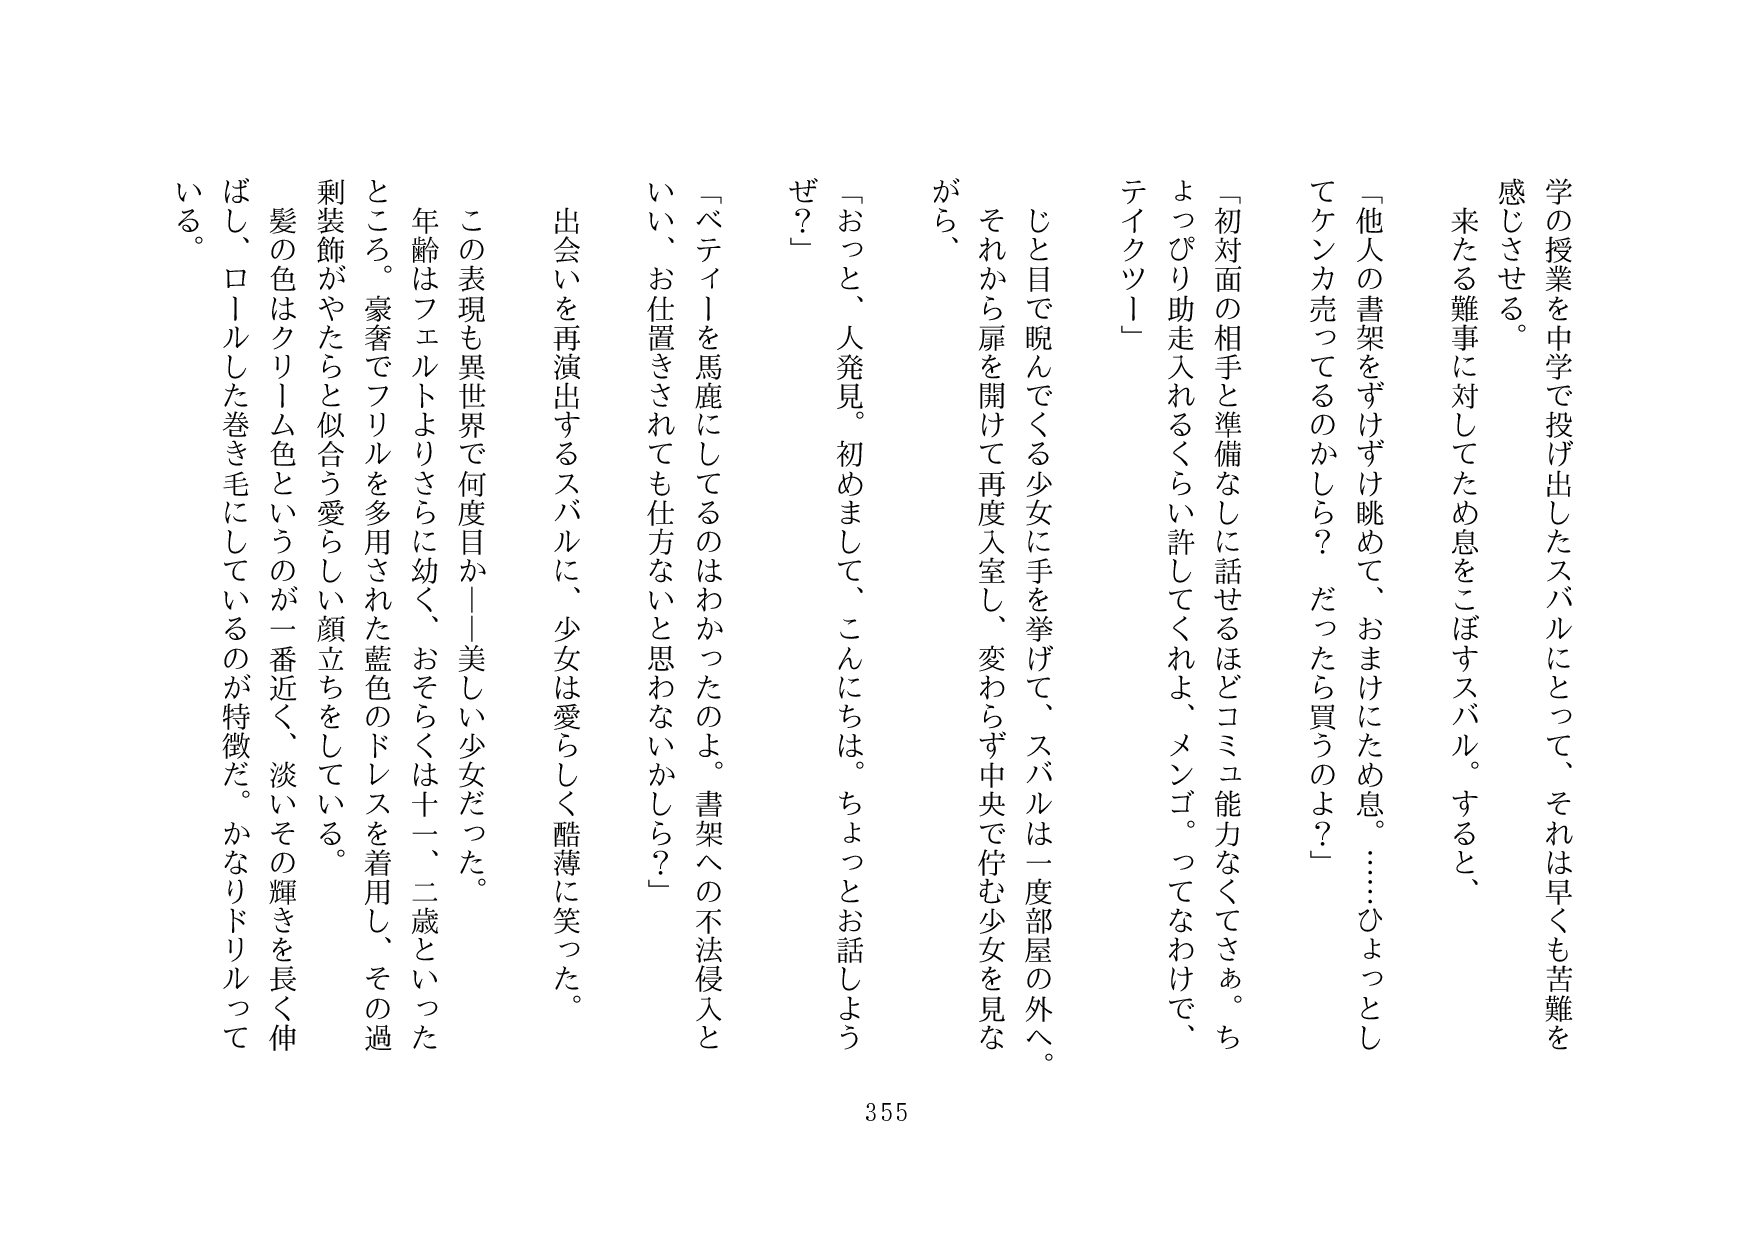 学の授業を中学で投げ出したスバルにとって、それは早くも苦難を
感じさせる。
来たる難事に対してため息をこぼすスバル。すると、
「他人の書架をずけずけ眺めて、おまけにため息。……ひょっとし
てケンカ売ってるのかしら？　だったら買うのよ？」
「初対面の相手と準備なしに話せるほどコミュ能力なくてさぁ。ち
ょっぴり助走入れるくらい許してくれよ、メンゴ。ってなわけで、
テイクツー」
じと目で睨んでくる少女に手を挙げて、スバルは一度部屋の外へ。
それから扉を開けて再度入室し、変わらず中央で佇む少女を見な
がら、
「おっと、人発見。初めまして、こんにちは。ちょっとお話しよう
ぜ？」
「ベティーを馬鹿にしてるのはわかったのよ。書架への不法侵入と
いい、お仕置きされても仕方ないと思わないかしら？」
出会いを再演出するスバルに、少女は愛らしく酷薄に笑った。
この表現も異世界で何度目か――美しい少女だった。
年齢はフェルトよりさらに幼く、おそらくは十一、二歳といった
ところ。豪奢でフリルを多用された藍色のドレスを着用し、その過
剰装飾がやたらと似合う愛らしい顔立ちをしている。
髪の色はクリーム色というのが一番近く、淡いその輝きを長く伸
ばし、ロールした巻き毛にしているのが特徴だ。かなりドリルって
いる。
355